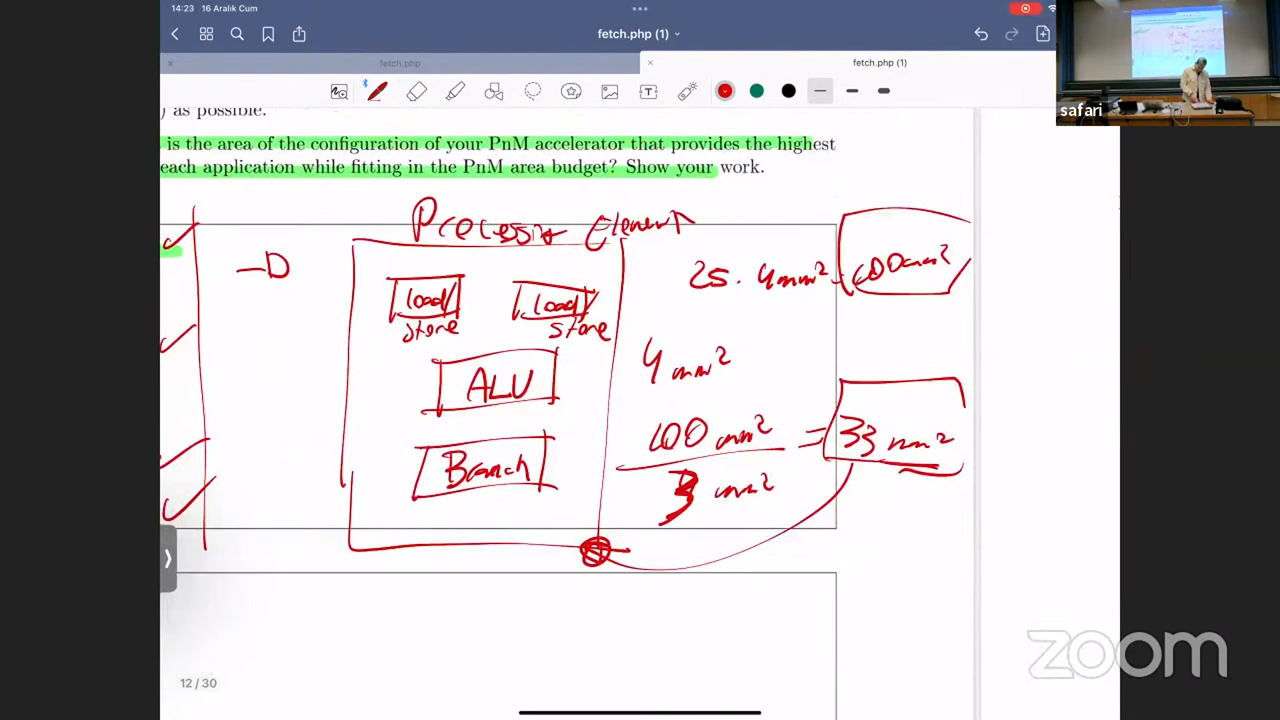 14:23 16 Aralık Cum
fetch.php (1)
fetch.php
fetch.php (1)
) as possible.
is the area of the configuration of your PnM accelerator that provides the highest
each application while fitting in the PnM area budget? Show your work.
Processing Element
load/ store
load/ store
ALU
Branch
D
25 . 4mm² = 100mm²
4 mm²
100 mm²
3 mm²
= 33 mm²
12 / 30
safari
zoom